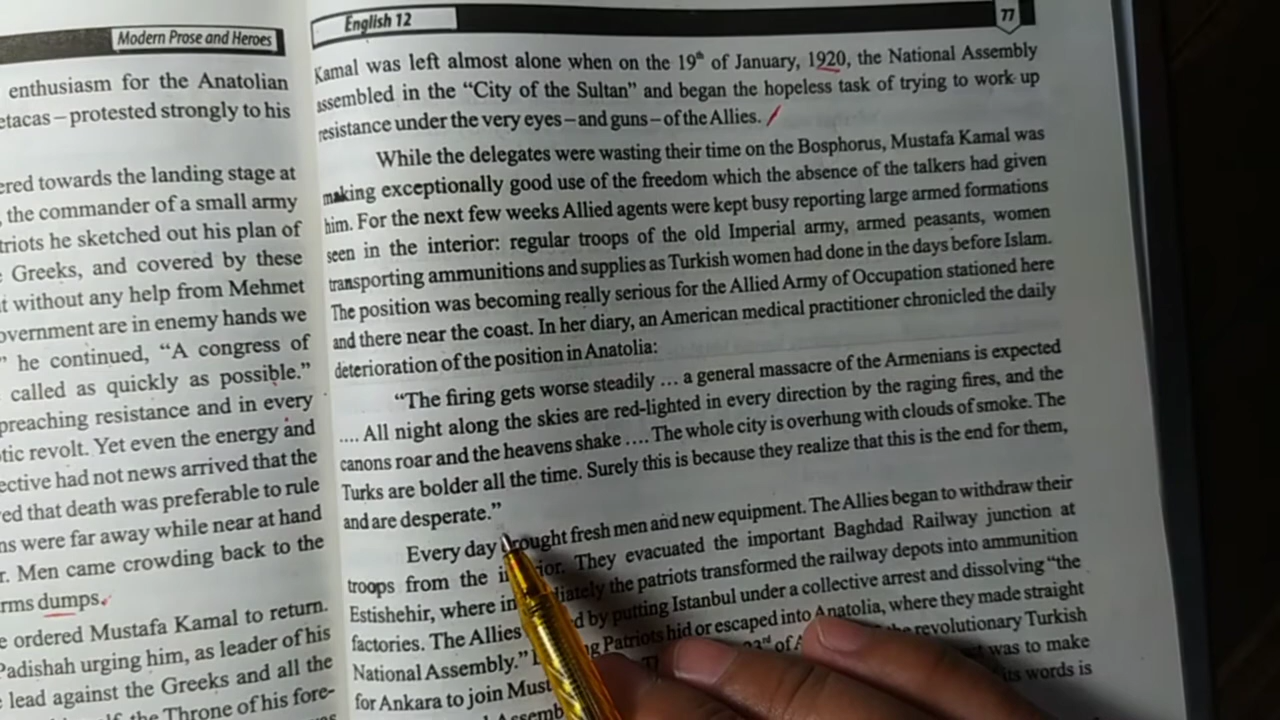 Modern Prose and Heroes
enthusiasm for the Anatolian
etacas – protested strongly to his
ered towards the landing stage at
, the commander of a small army
triots he sketched out his plan of
Greeks, and covered by these
t without any help from Mehmet
overnment are in enemy hands we
" he continued, "A congress of
called as quickly as possible."
preaching resistance and in every
otic revolt. Yet even the energy and
ective had not news arrived that the
ed that death was preferable to rule
ns were far away while near at hand
r. Men came crowding back to the
rms dumps.
e ordered Mustafa Kamal to return.
Padishah urging him, as leader of his
lead against the Greeks and all the
the Throne of his fore-
English 12
77
Kamal was left almost alone when on the 19th of January, 1920, the National Assembly
assembled in the "City of the Sultan" and began the hopeless task of trying to work up
resistance under the very eyes – and guns – of the Allies.
While the delegates were wasting their time on the Bosphorus, Mustafa Kamal was
making exceptionally good use of the freedom which the absence of the talkers had given
him. For the next few weeks Allied agents were kept busy reporting large armed formations
seen in the interior: regular troops of the old Imperial army, armed peasants, women
transporting ammunitions and supplies as Turkish women had done in the days before Islam.
The position was becoming really serious for the Allied Army of Occupation stationed here
and there near the coast. In her diary, an American medical practitioner chronicled the daily
deterioration of the position in Anatolia:
"The firing gets worse steadily ... a general massacre of the Armenians is expected
.... All night along the skies are red-lighted in every direction by the raging fires, and the
canons roar and the heavens shake .... The whole city is overhung with clouds of smoke. The
Turks are bolder all the time. Surely this is because they realize that this is the end for them,
and are desperate."
Every day brought fresh men and new equipment. The Allies began to withdraw their
troops from the interior. They evacuated the important Baghdad Railway junction at
Estishehir, where immediately the patriots transformed the railway depots into ammunition
factories. The Allies d by putting Istanbul under a collective arrest and dissolving "the
National Assembly." ng Patriots hid or escaped into Anatolia, where they made straight
for Ankara to join Must rd of A the revolutionary Turkish
Assemb was to make
its words is